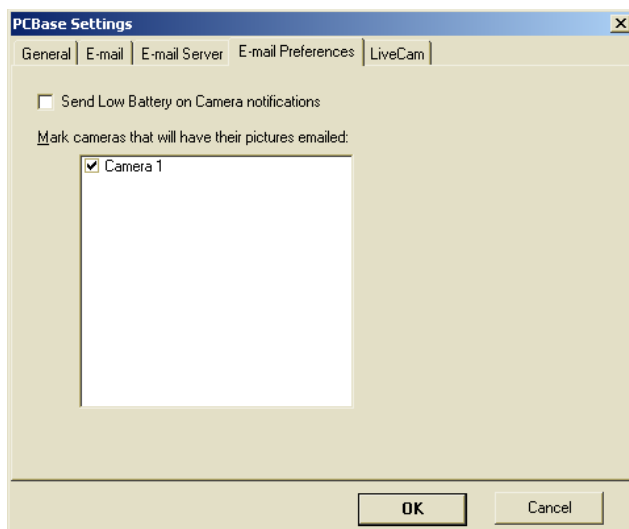 PCBase Settings
General E-mail E-mail Server E-mail Preferences LiveCam
Send Low Battery on Camera notifications
Mark cameras that will have their pictures emailed:
Camera 1
OK Cancel